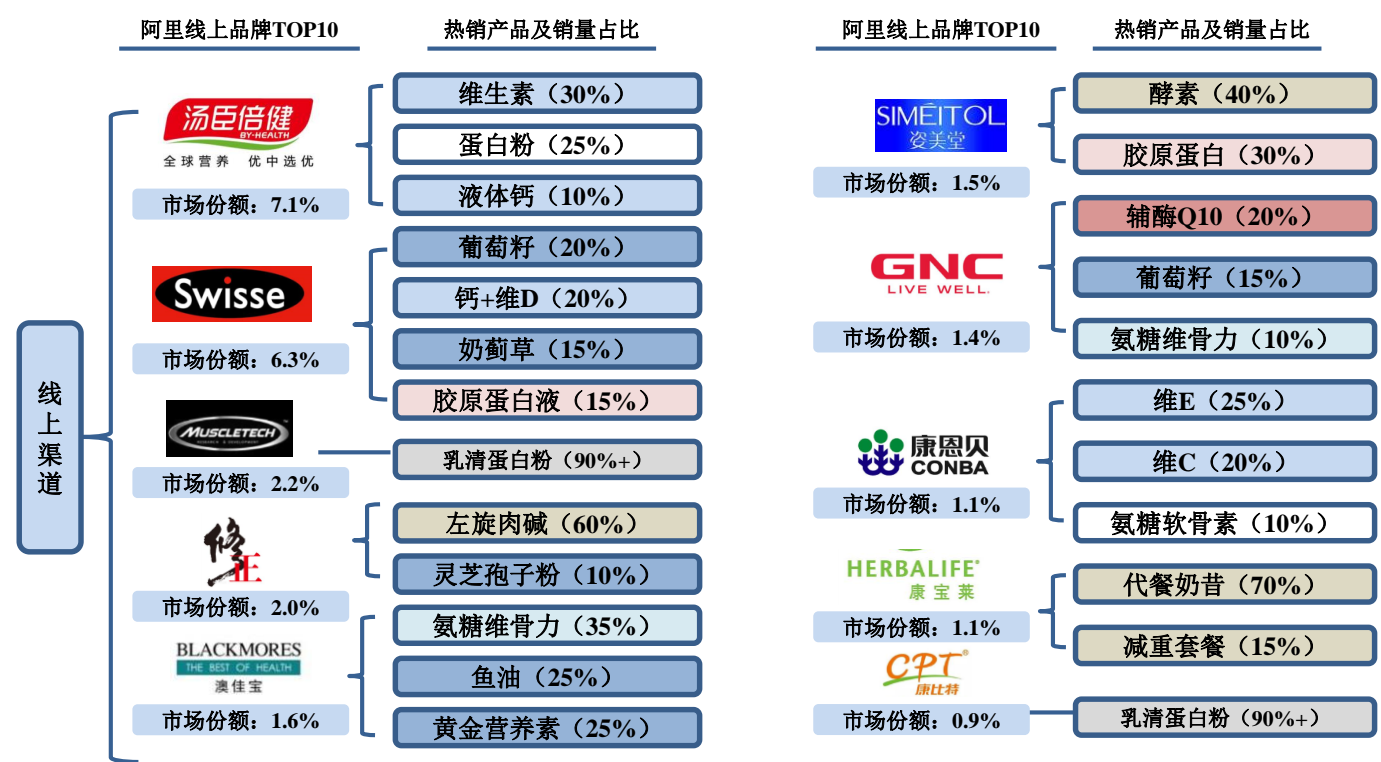 阿里线上品牌TOP10
热销产品及销量占比
线上渠道
汤臣倍健
BY-HEALTH
全球营养 优中选优
市场份额：7.1%
维生素（30%）
蛋白粉（25%）
液体钙（10%）
Swisse
市场份额：6.3%
葡萄籽（20%）
钙+维D（20%）
奶蓟草（15%）
胶原蛋白液（15%）
MUSCLETECH
RESEARCH & DEVELOPMENT
市场份额：2.2%
乳清蛋白粉（90%+）
修正
市场份额：2.0%
左旋肉碱（60%）
灵芝孢子粉（10%）
BLACKMORES
THE BEST OF HEALTH
澳佳宝
市场份额：1.6%
氨糖维骨力（35%）
鱼油（25%）
黄金营养素（25%）
阿里线上品牌TOP10
热销产品及销量占比
SIMEITOL
姿美堂
市场份额：1.5%
酵素（40%）
胶原蛋白（30%）
GNC
LIVE WELL.
市场份额：1.4%
辅酶Q10（20%）
葡萄籽（15%）
氨糖维骨力（10%）
康恩贝
CONBA
市场份额：1.1%
维E（25%）
维C（20%）
氨糖软骨素（10%）
HERBALIFE
康宝莱
市场份额：1.1%
代餐奶昔（70%）
减重套餐（15%）
CPT®
康比特
市场份额：0.9%
乳清蛋白粉（90%+）